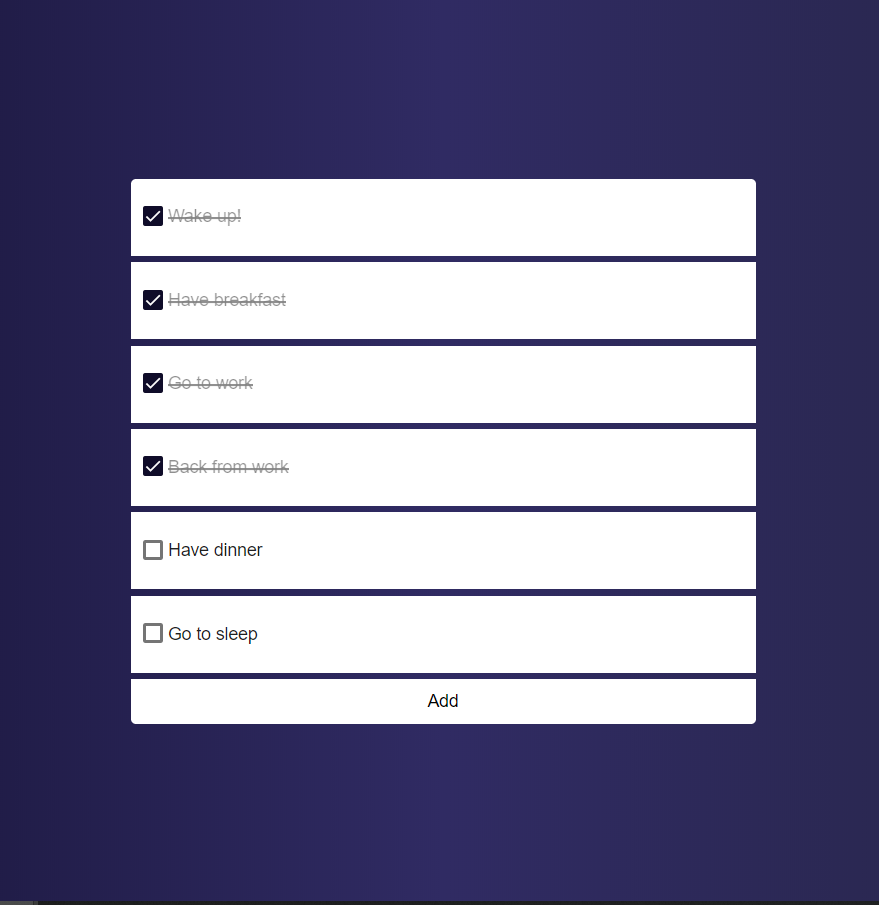 Wake up!
Have breakfast
Go to work
Back from work
Have dinner
Go to sleep
Add